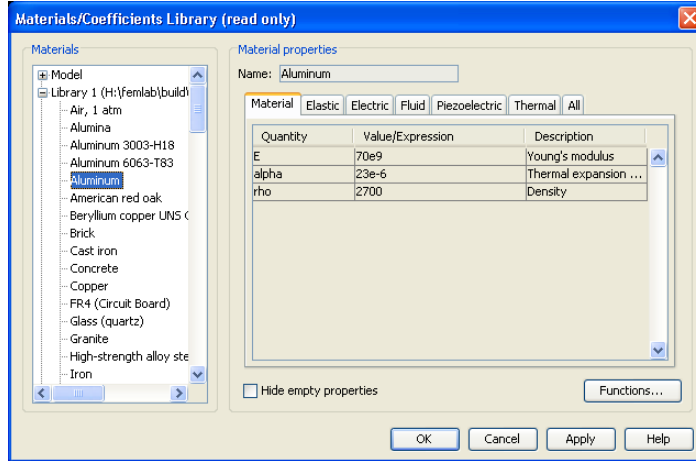 Materials/Coefficients Library (read only)
Materials
Model
Library 1 (H:\femlab\build\
Air, 1 atm
Alumina
Aluminum 3003-H18
Aluminum 6063-T83
Aluminum
American red oak
Beryllium copper UNS
Brick
Cast iron
Concrete
Copper
FR4 (Circuit Board)
Glass (quartz)
Granite
High-strength alloy ste
Iron
Material properties
Name: Aluminum
Material Elastic Electric Fluid Piezoelectric Thermal All
Quantity Value/Expression Description
E 70e9 Young's modulus
alpha 23e-6 Thermal expansion ...
rho 2700 Density
Hide empty properties
Functions...
OK Cancel Apply Help